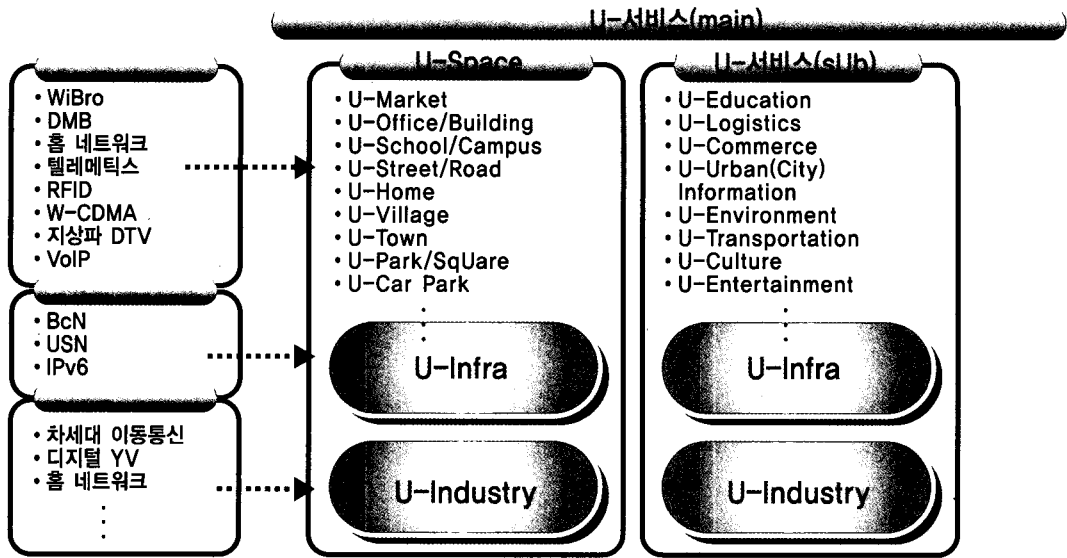 U-서비스(main)
WiBro
DMB
홈 네트워크
텔레메틱스
RFID
W-CDMA
지상파 DTV
VoIP
BcN
USN
IPv6
차세대 이동통신
디지털 YV
홈 네트워크
U-Space
U-Market
U-Office/Building
U-School/Campus
U-Street/Road
U-Home
U-Village
U-Town
U-Park/SqUare
U-Car Park
U-Infra
U-Industry
U-서비스(sUb)
U-Education
U-Logistics
U-Commerce
U-Urban(City)
Information
U-Environment
U-Transportation
U-Culture
U-Entertainment
U-Infra
U-Industry